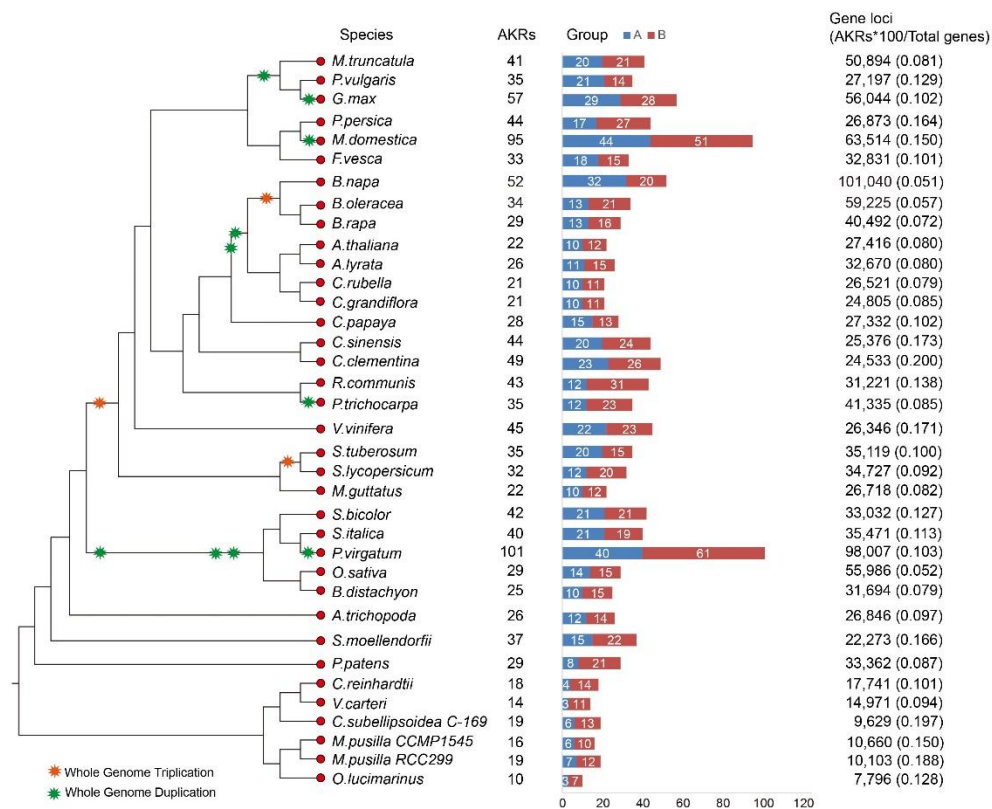 Species AKRs Group A B Gene loci
(AKRs*100/Total genes)
M.truncatula 41 20 21 50,894 (0.081)
P.vulgaris 35 21 14 27,197 (0.129)
G.max 57 29 28 56,044 (0.102)
P.persica 44 17 27 26,873 (0.164)
M.domestica 95 44 51 63,514 (0.150)
F.vesca 33 18 15 32,831 (0.101)
B.napa 52 32 20 101,040 (0.051)
B.oleracea 34 13 21 59,225 (0.057)
B.rapa 29 13 16 40,492 (0.072)
A.thaliana 22 10 12 27,416 (0.080)
A.lyrata 26 11 15 32,670 (0.080)
C.rubella 21 10 11 26,521 (0.079)
C.grandiflora 21 10 11 24,805 (0.085)
C.papaya 28 15 13 27,332 (0.102)
C.sinensis 44 20 24 25,376 (0.173)
C.clementina 49 23 26 24,533 (0.200)
R.communis 43 12 31 31,221 (0.138)
P.trichocarpa 35 12 23 41,335 (0.085)
V.vinifera 45 22 23 26,346 (0.171)
S.tuberosum 35 20 15 35,119 (0.100)
S.lycopersicum 32 12 20 34,727 (0.092)
M.guttatus 22 10 12 26,718 (0.082)
S.bicolor 42 21 21 33,032 (0.127)
S.italica 40 21 19 35,471 (0.113)
P.virgatum 101 40 61 98,007 (0.103)
O.sativa 29 14 15 55,986 (0.052)
B.distachyon 25 10 15 31,694 (0.079)
A.trichopoda 26 12 14 26,846 (0.097)
S.moellendorfii 37 15 22 22,273 (0.166)
P.patens 29 8 21 33,362 (0.087)
C.reinhardtii 18 4 14 17,741 (0.101)
V.carteri 14 3 11 14,971 (0.094)
C.subellipsoidea C-169 19 6 13 9,629 (0.197)
M.pusilla CCMP1545 16 6 10 10,660 (0.150)
M.pusilla RCC299 19 7 12 10,103 (0.188)
O.lucimarinus 10 3 7 7,796 (0.128)
Whole Genome Triplication
Whole Genome Duplication
0 20 40 60 80 100 120